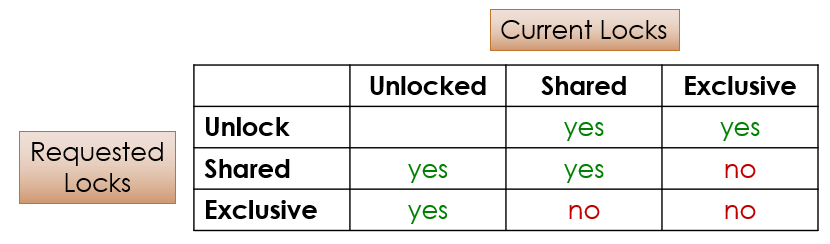 Current Locks
Unlocked Shared Exclusive
Unlock yes yes
Requested Locks
Shared yes yes no
Exclusive yes no no